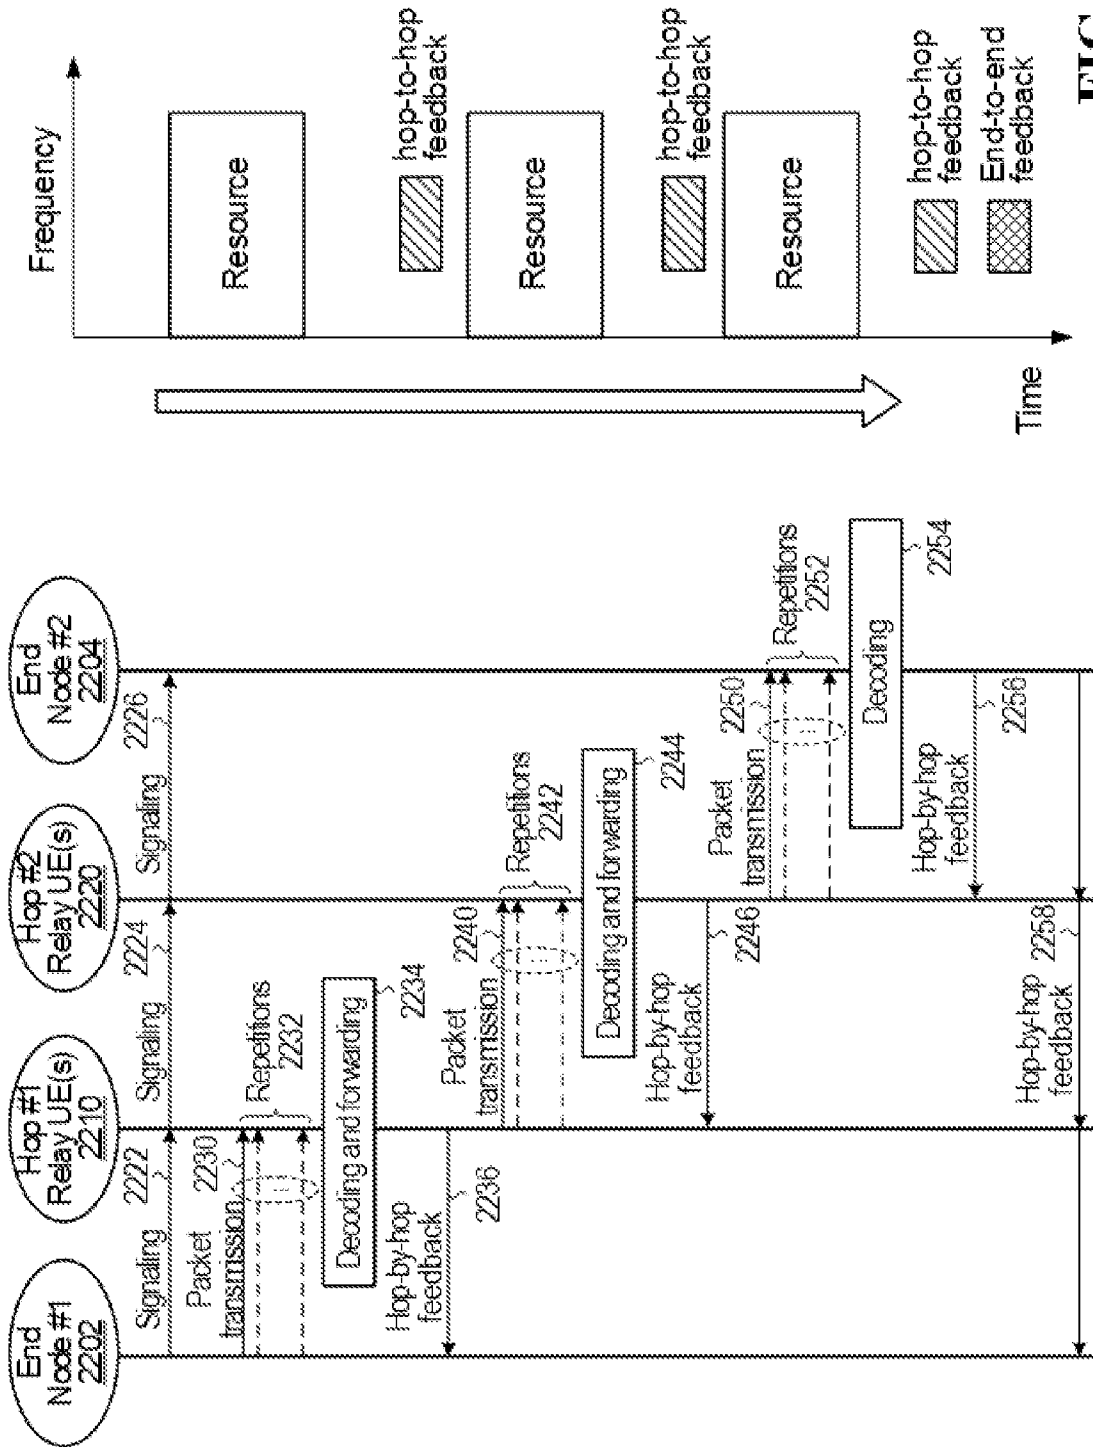 End
Node #1
2202
Hop #1
Relay UE(s)
2210
Hop #2
Relay UE(s)
2220
End
Node #2
2204
Signaling
2222
Signaling
2224
Signaling
2226
Packet
transmission
2230
Repetitions
2232
Decoding and forwarding
2234
Hop-by-hop
feedback
2236
Packet
transmission
2240
Repetitions
2242
Decoding and forwarding
2244
Hop-by-hop
feedback
2246
Packet
transmission
2250
Repetitions
2252
Decoding
2254
Hop-by-hop
feedback
2256
Hop-by-hop
feedback
2258
Frequency
Time
Resource
hop-to-hop
feedback
Resource
hop-to-hop
feedback
Resource
hop-to-hop
feedback
End-to-end
feedback